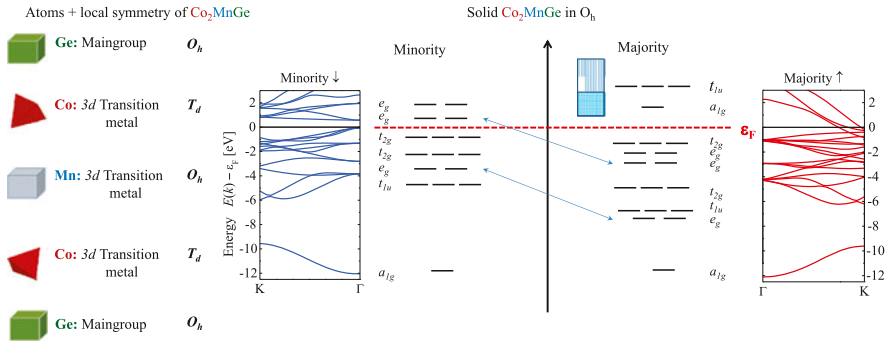 Atoms + local symmetry of Co2MnGe
Solid Co2MnGe in Oh
Ge: Maingroup Oh
Co: 3d Transition metal Td
Mn: 3d Transition metal Oh
Co: 3d Transition metal Td
Ge: Maingroup Oh
Minority ↓
Energy E(k) − εF [eV]
2
0
-2
-4
-6
-8
-10
-12
K Γ
Minority
eg
eg
t2g
t2g
eg
t1u
a1g
Majority
t1u
a1g
εF
t2g
eg
eg
t2g
t1u
eg
a1g
Majority ↑
2
0
-2
-4
-6
-8
-10
-12
Γ K